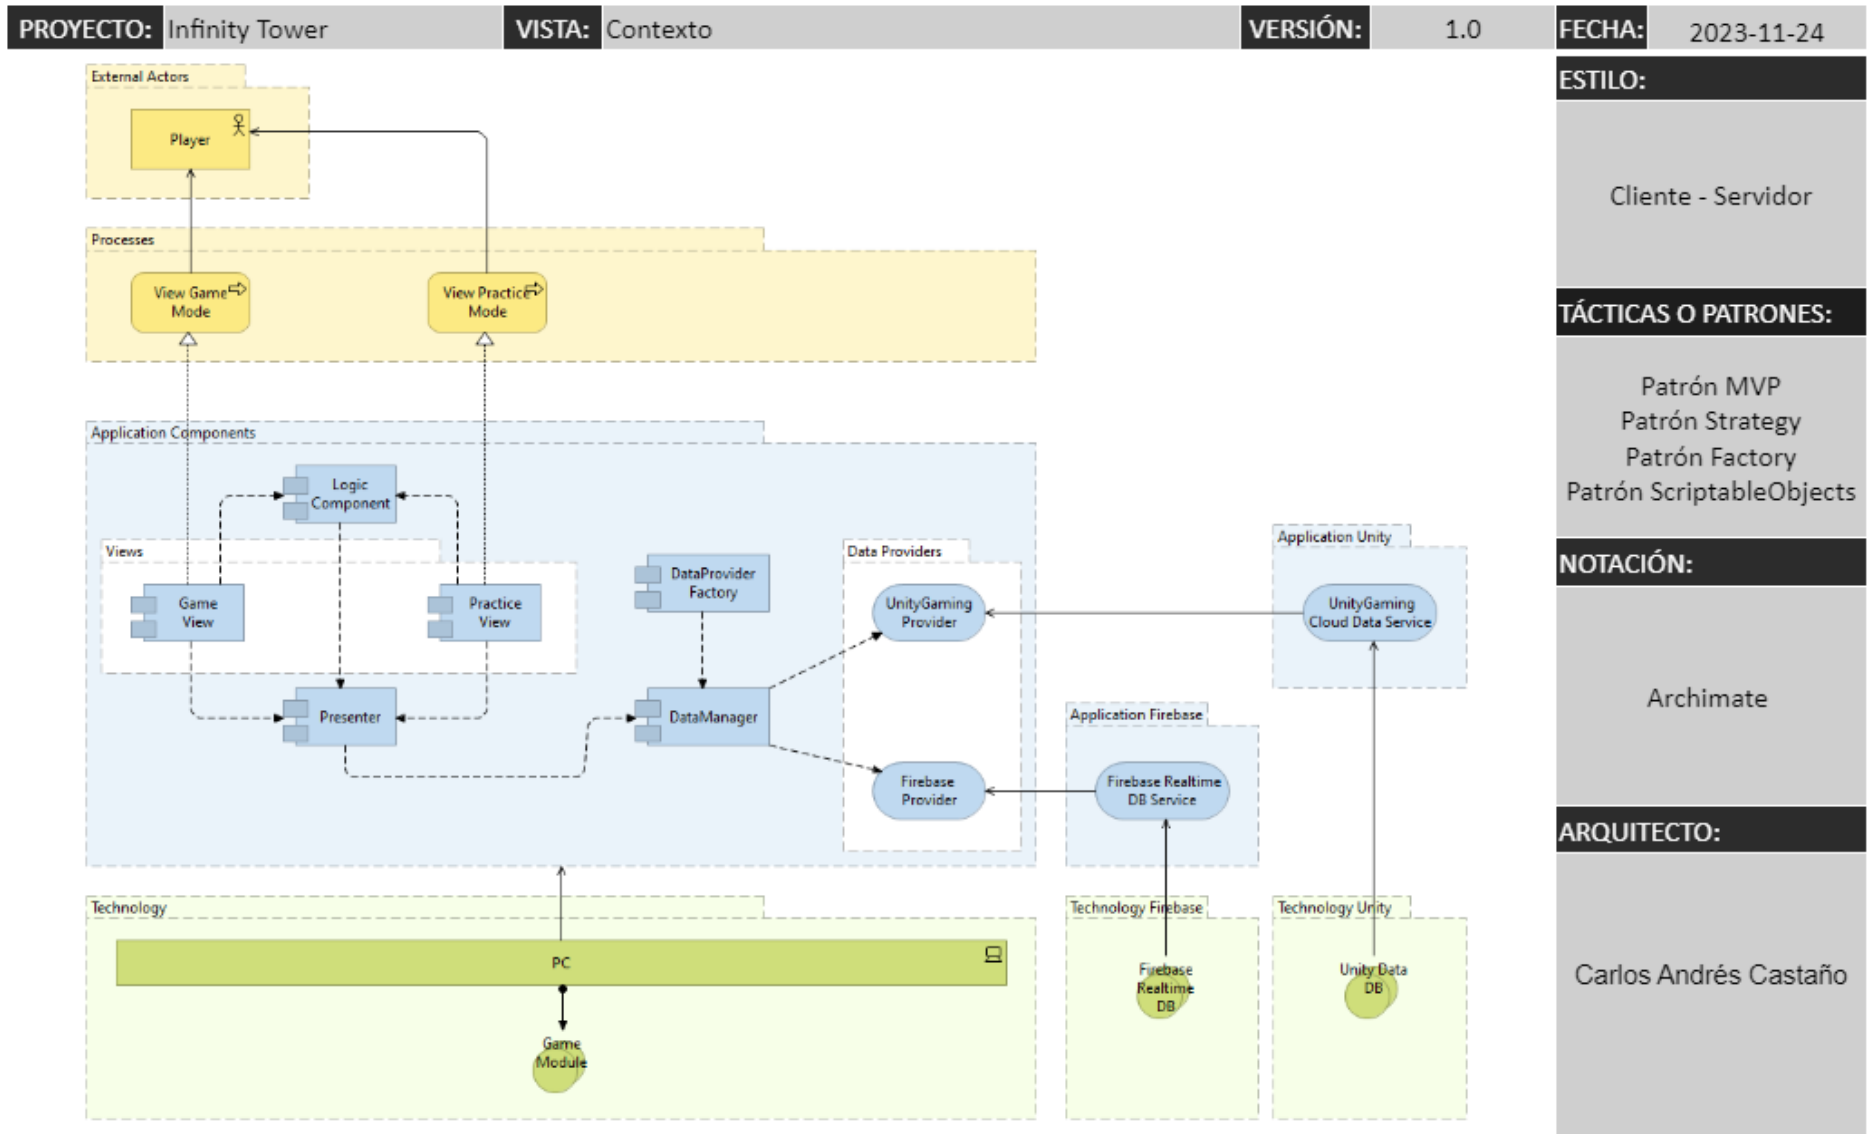 PROYECTO: Infinity Tower VISTA: Contexto VERSIÓN: 1.0 FECHA: 2023-11-24
External Actors
Player
Processes
View Game
Mode
View Practice
Mode
Application Components
Logic
Component
Views
Game
View
Practice
View
Presenter
DataProvider
Factory
DataManager
Data Providers
UnityGaming
Provider
Firebase
Provider
Application Unity
UnityGaming
Cloud Data Service
Application Firebase
Firebase Realtime
DB Service
Technology
PC
Game
Module
Technology Firebase
Firebase
Realtime
DB
Technology Unity
Unity Data
DB
ESTILO:
Cliente - Servidor
TÁCTICAS O PATRONES:
Patrón MVP
Patrón Strategy
Patrón Factory
Patrón ScriptableObjects
NOTACIÓN:
Archimate
ARQUITECTO:
Carlos Andrés Castaño